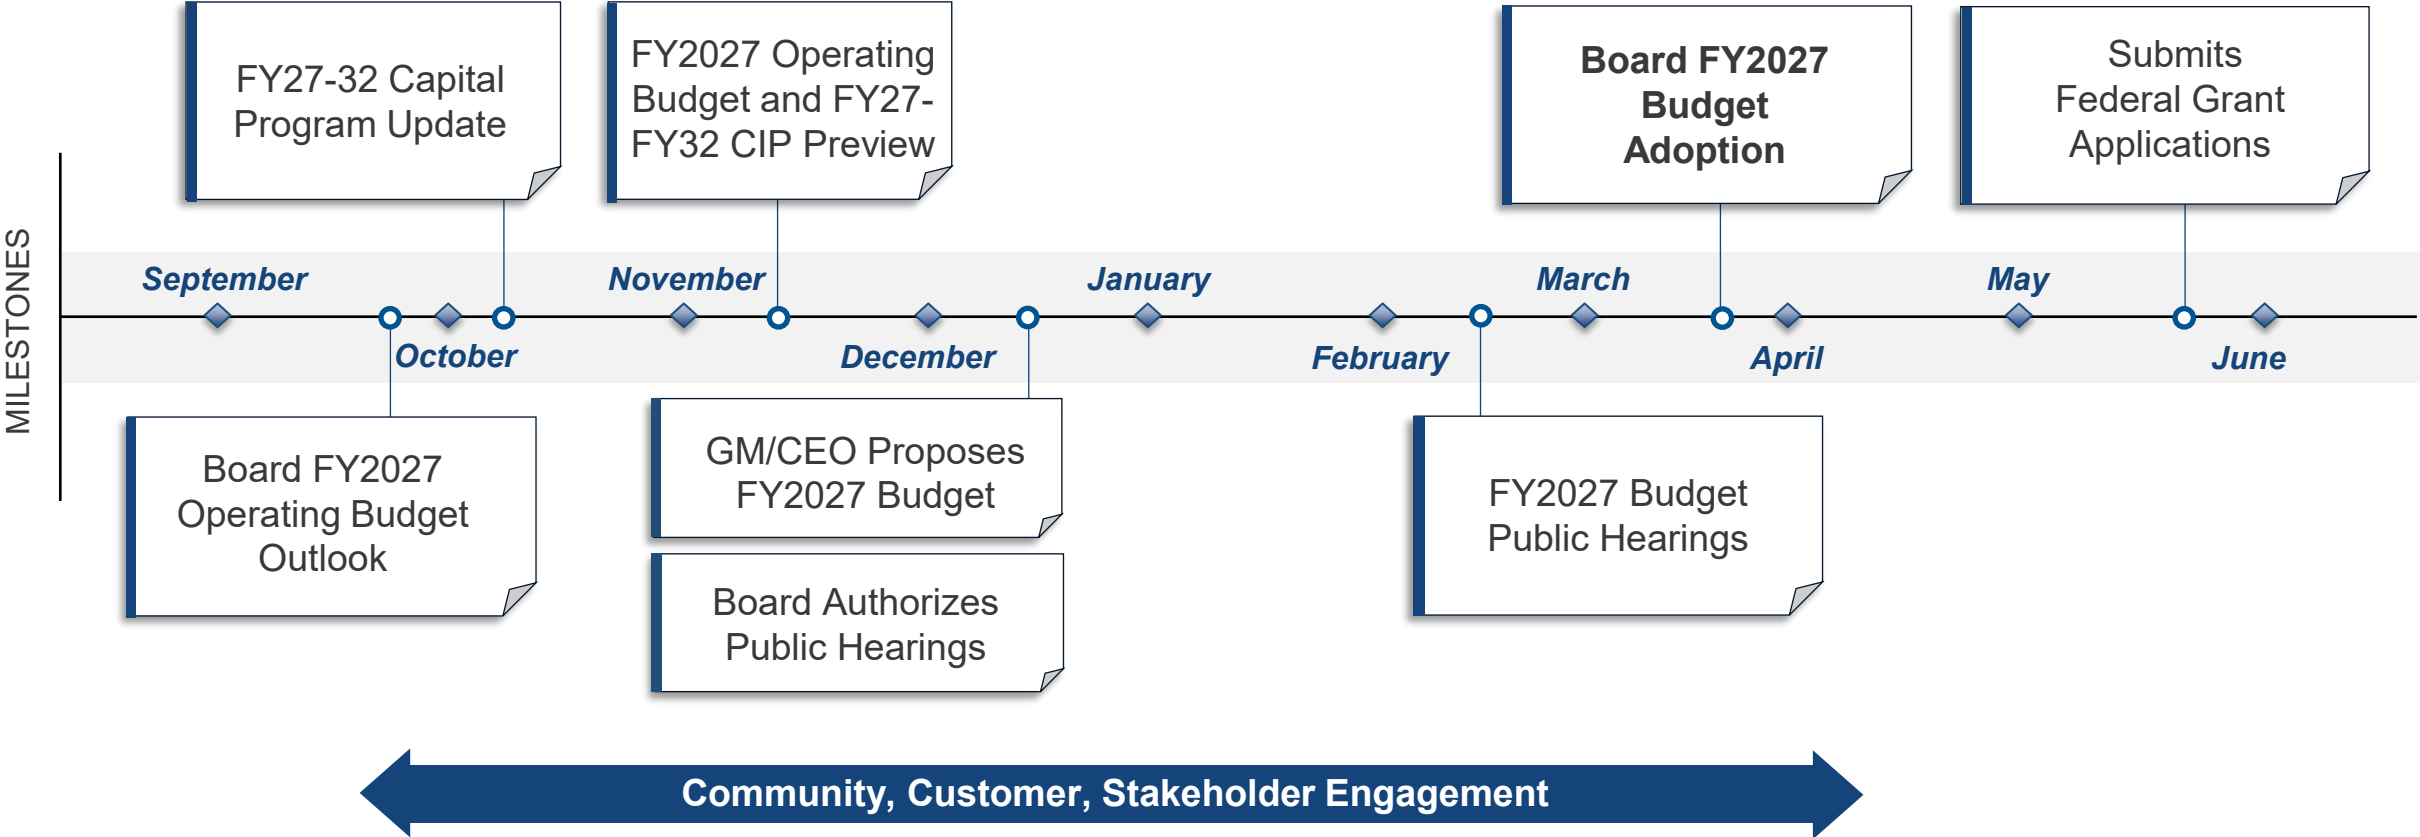 FY27-32 Capital
Program Update
FY2027 Operating
Budget and FY27-
FY32 CIP Preview
Board FY2027
Budget
Adoption
Submits
Federal Grant
Applications
MILESTONES
September
November
January
March
May
October
December
February
April
June
Board FY2027
Operating Budget
Outlook
GM/CEO Proposes
FY2027 Budget
Board Authorizes
Public Hearings
FY2027 Budget
Public Hearings
Community, Customer, Stakeholder Engagement